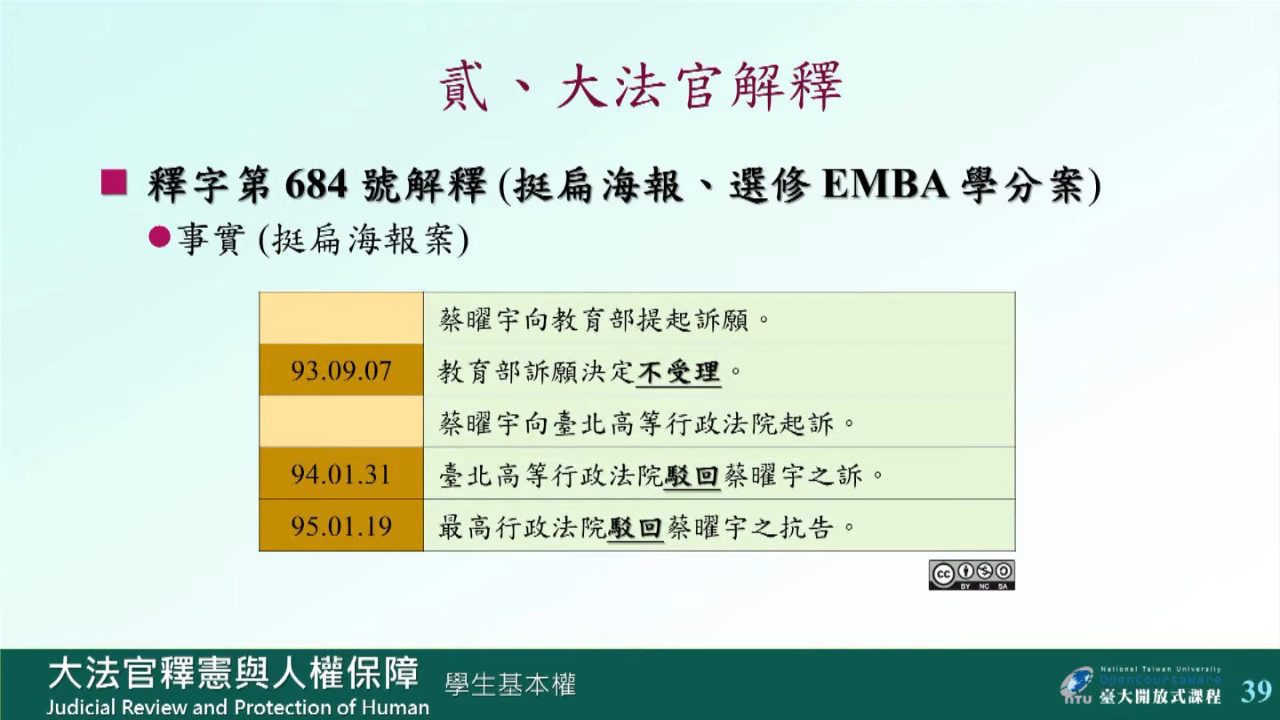 貳、大法官解釋
釋字第 684 號解釋 (挺扁海報、選修 EMBA 學分案)
事實 (挺扁海報案)
蔡曜宇向教育部提起訴願。
93.09.07 教育部訴願決定不受理。
蔡曜宇向臺北高等行政法院起訴。
94.01.31 臺北高等行政法院駁回蔡曜宇之訴。
95.01.19 最高行政法院駁回蔡曜宇之抗告。
cc BY NC SA
大法官釋憲與人權保障 學生基本權
Judicial Review and Protection of Human
National Taiwan University
OpenCourseWare
NTU 臺大開放式課程 39